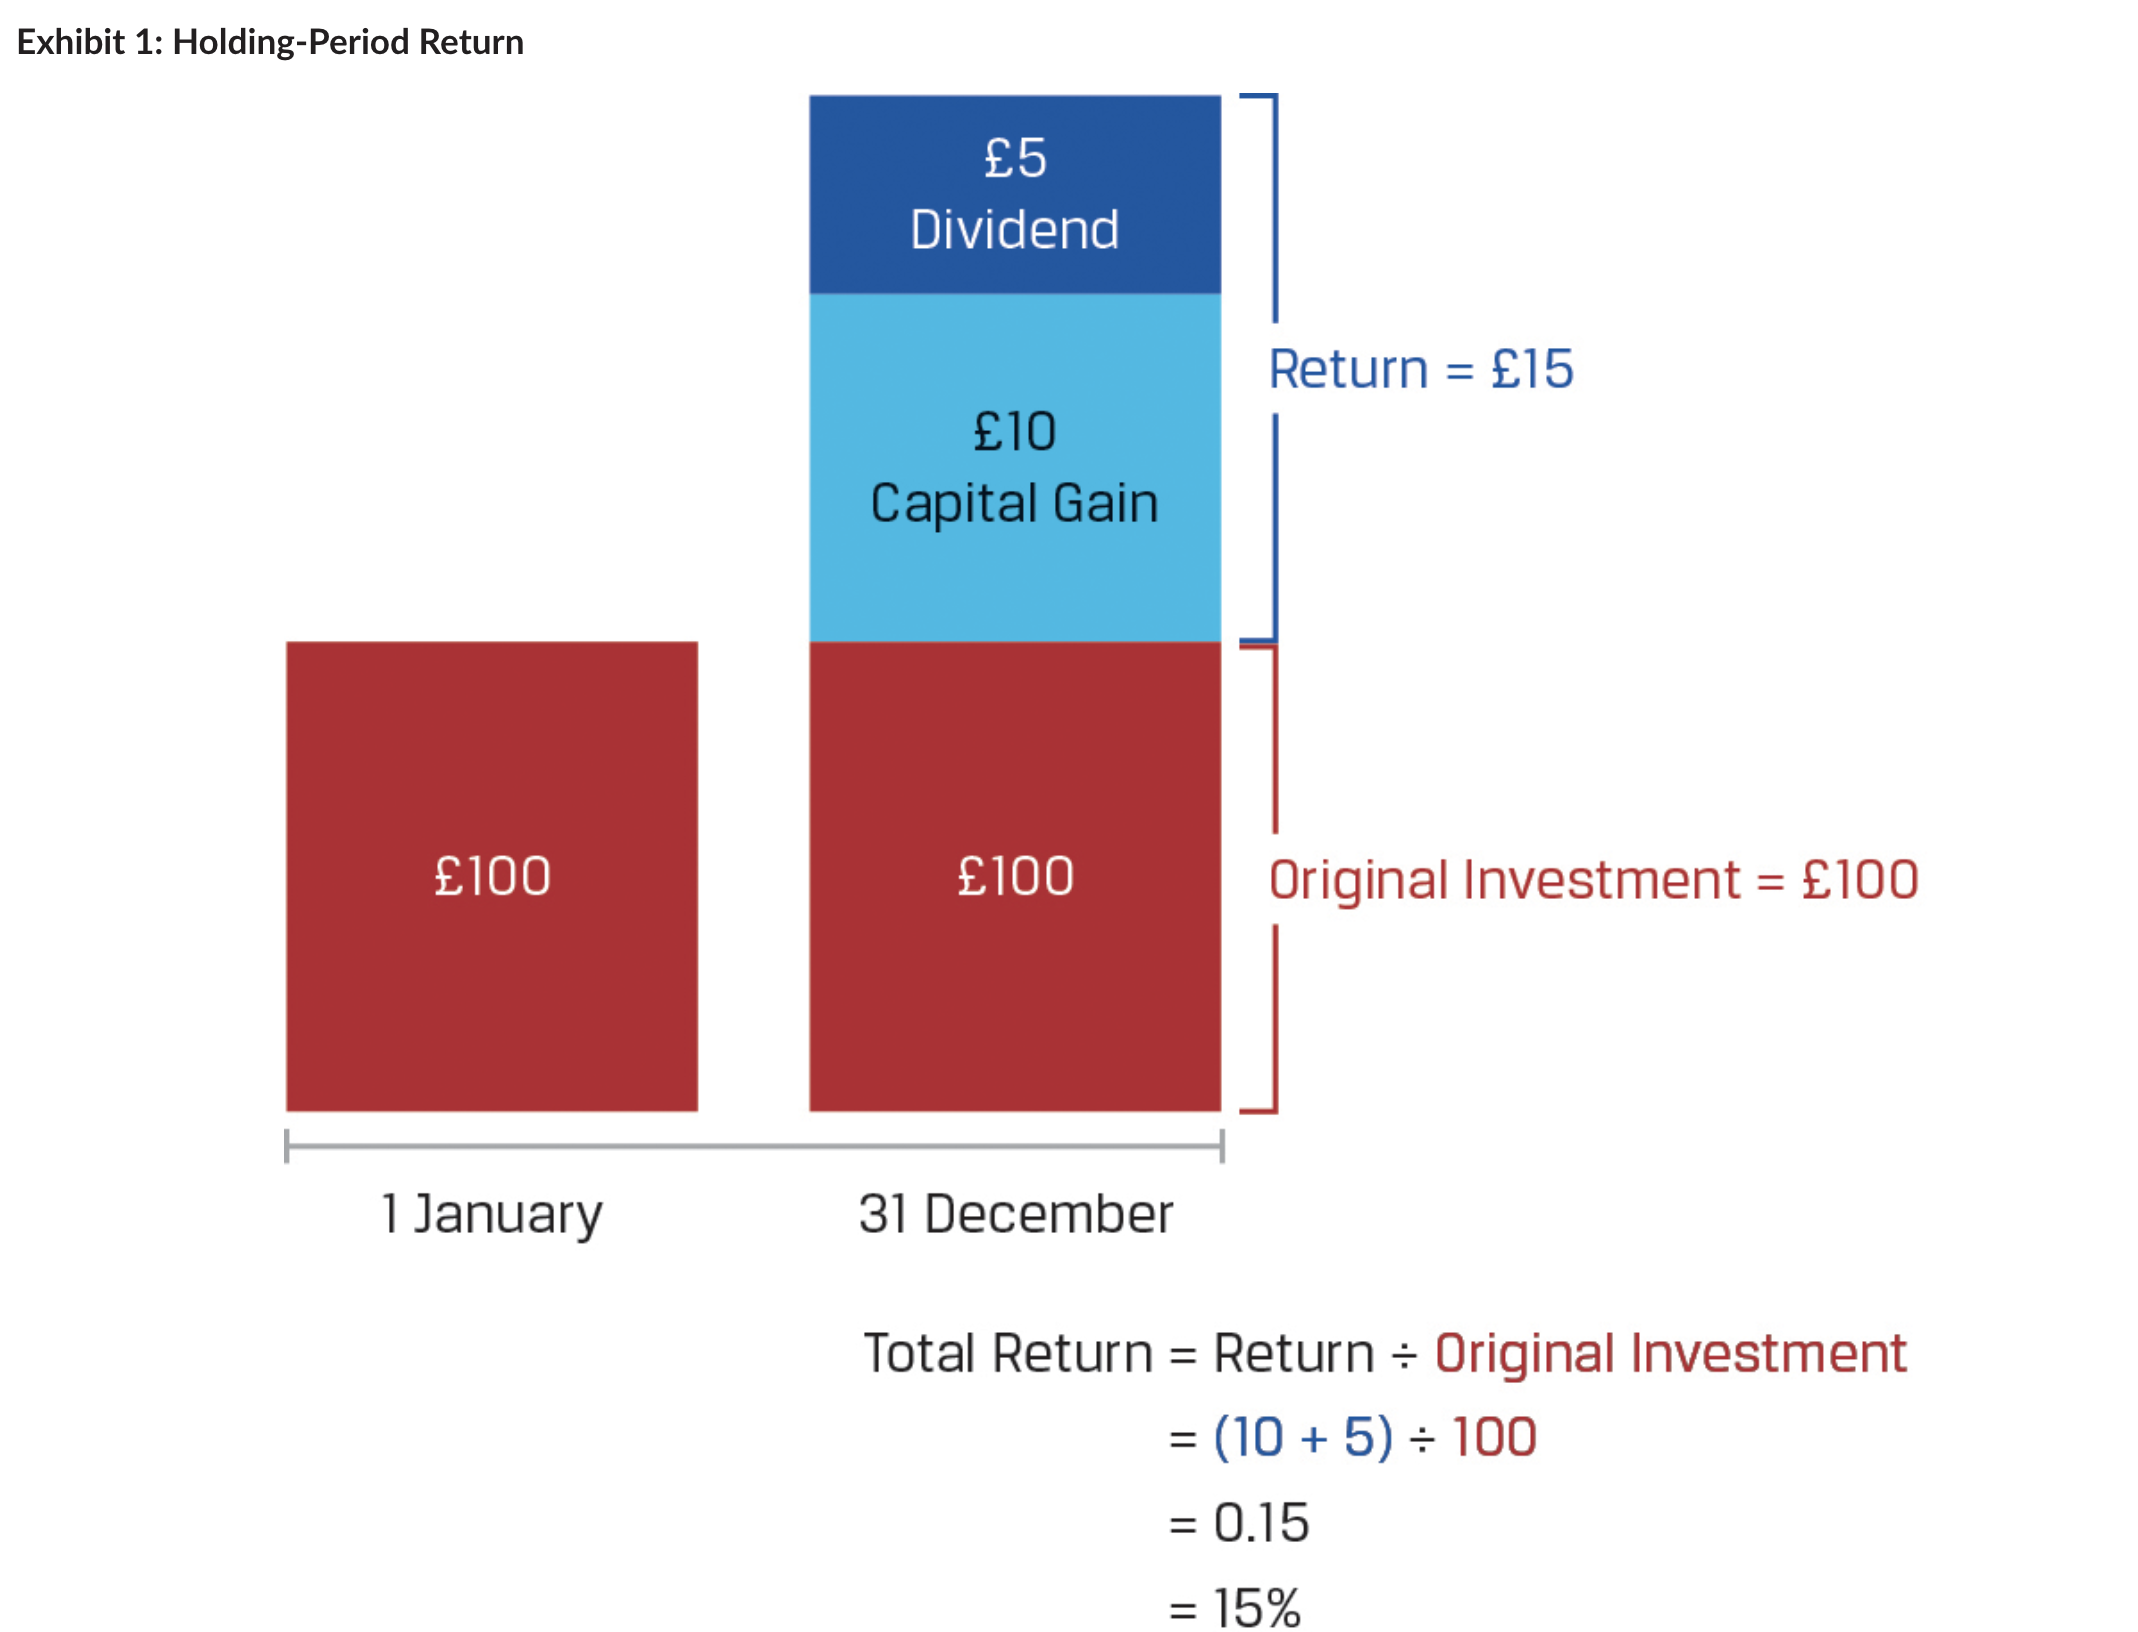 Exhibit 1: Holding-Period Return
£5
Dividend
Return = £15
£10
Capital Gain
£100
£100
Original Investment = £100
1 January
31 December
Total Return = Return ÷ Original Investment
= (10 + 5) ÷ 100
= 0.15
= 15%